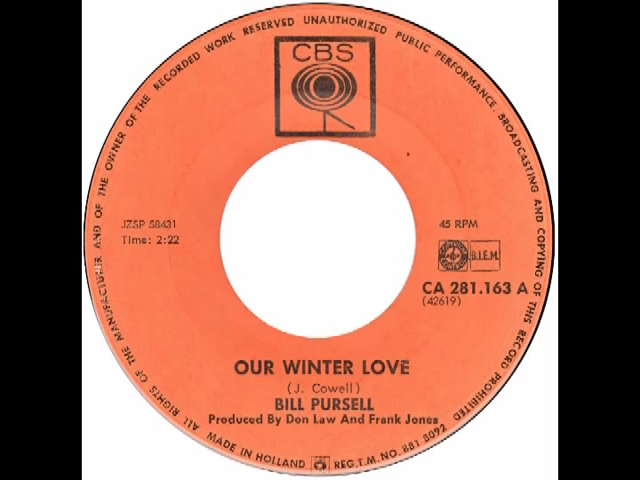 ALL RIGHTS OF THE MANUFACTURER AND OF THE OWNER OF THE RECORDED WORK RESERVED UNAUTHORIZED PUBLIC PERFORMANCE, BROADCASTING AND COPYING OF THIS RECORD PROHIBITED
CBS
JZSP 58431
Time: 2:22
45 RPM
B.I.E.M.
CA 281.163 A
(42619)
OUR WINTER LOVE
(J. Cowell)
BILL PURSELL
Produced By Don Law And Frank Jones
MADE IN HOLLAND REG.T.M.NO. 881 8092